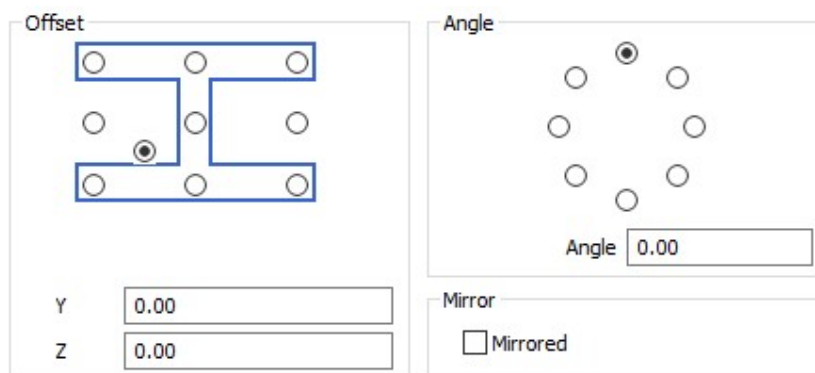 Offset
Angle
Angle 0.00
Y 0.00
Z 0.00
Mirror
Mirrored